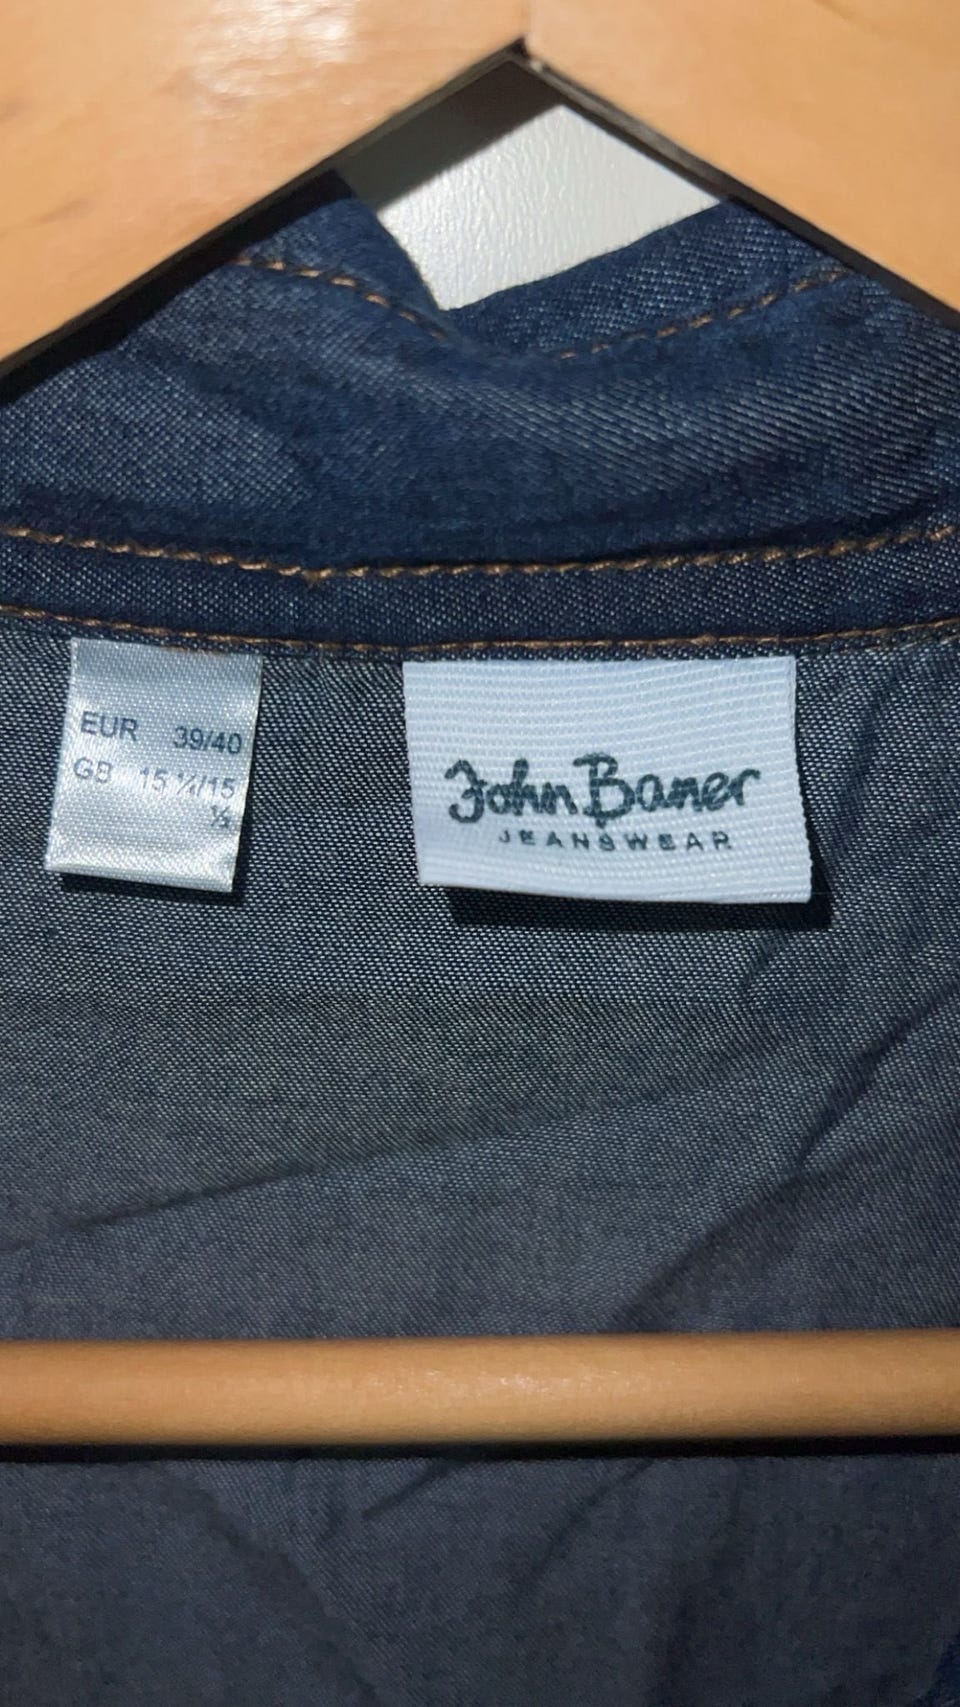 EUR 39/40
GB 15 ¼/15
½
John Baner
JEANSWEAR